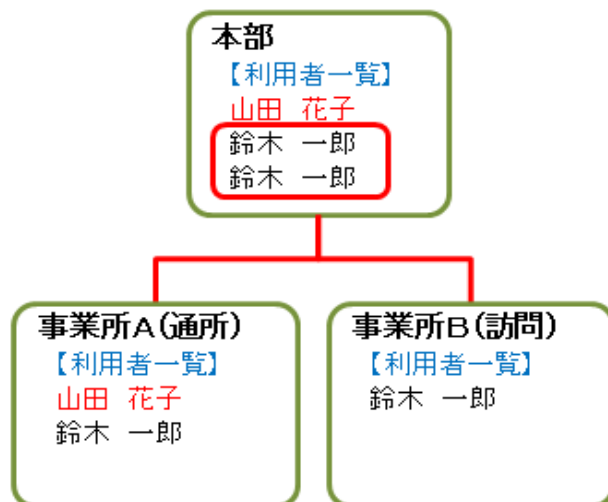 本部
【利用者一覧】
山田 花子
鈴木 一郎
鈴木 一郎
事業所A(通所)
【利用者一覧】
山田 花子
鈴木 一郎
事業所B(訪問)
【利用者一覧】
鈴木 一郎